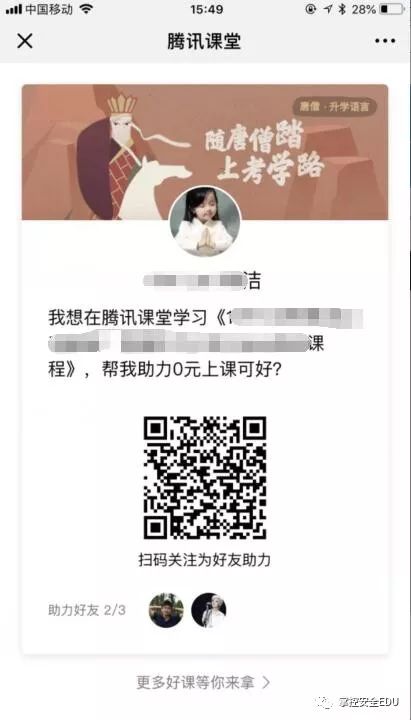 中国移动 15:49 28%
腾讯课堂
唐僧·升学语言
随唐僧踏
上考学路
洁
我想在腾讯课堂学习《1
课
程》，帮我助力0元上课可好?
扫码关注为好友助力
助力好友 2/3
更多好课等你来拿 >
掌控安全EDU